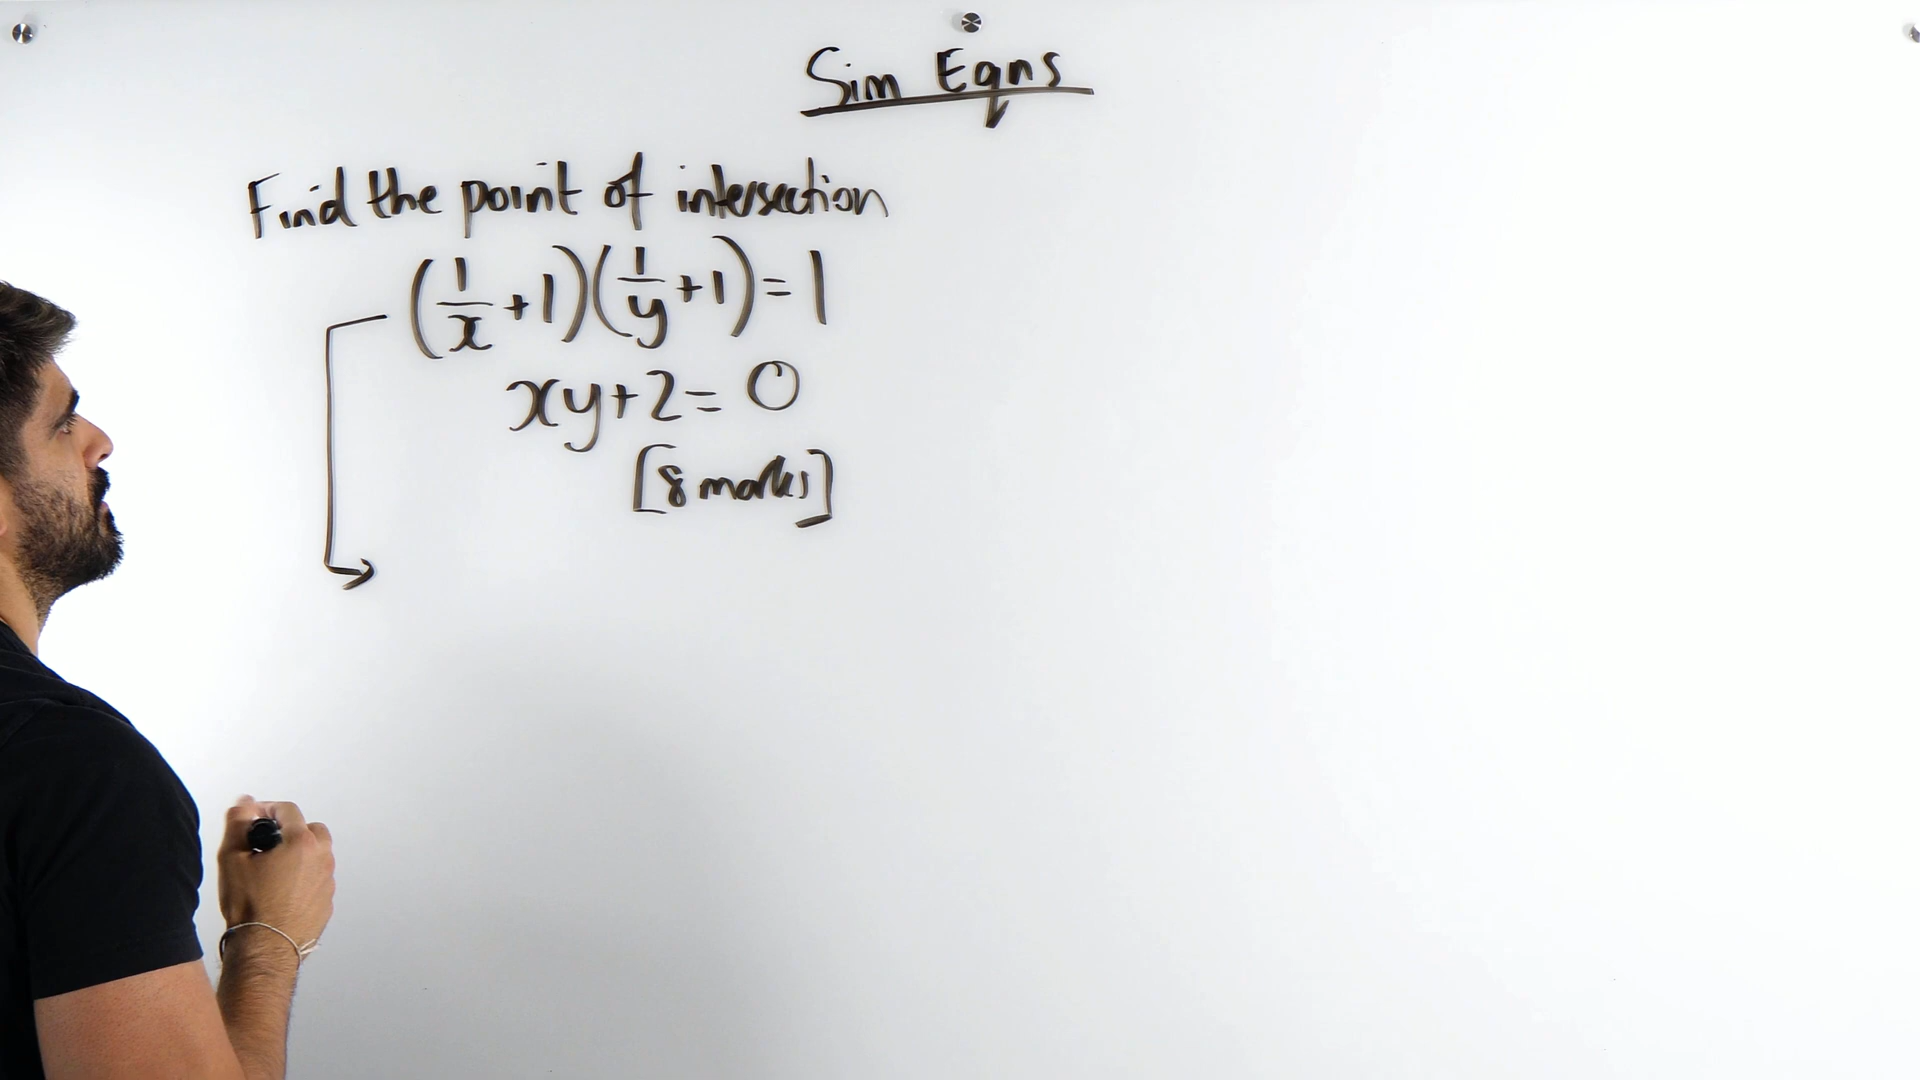 Sim Eqns
Find the point of intersection
(1/x + 1)(1/y + 1) = 1
xy + 2 = 0
[8 marks]